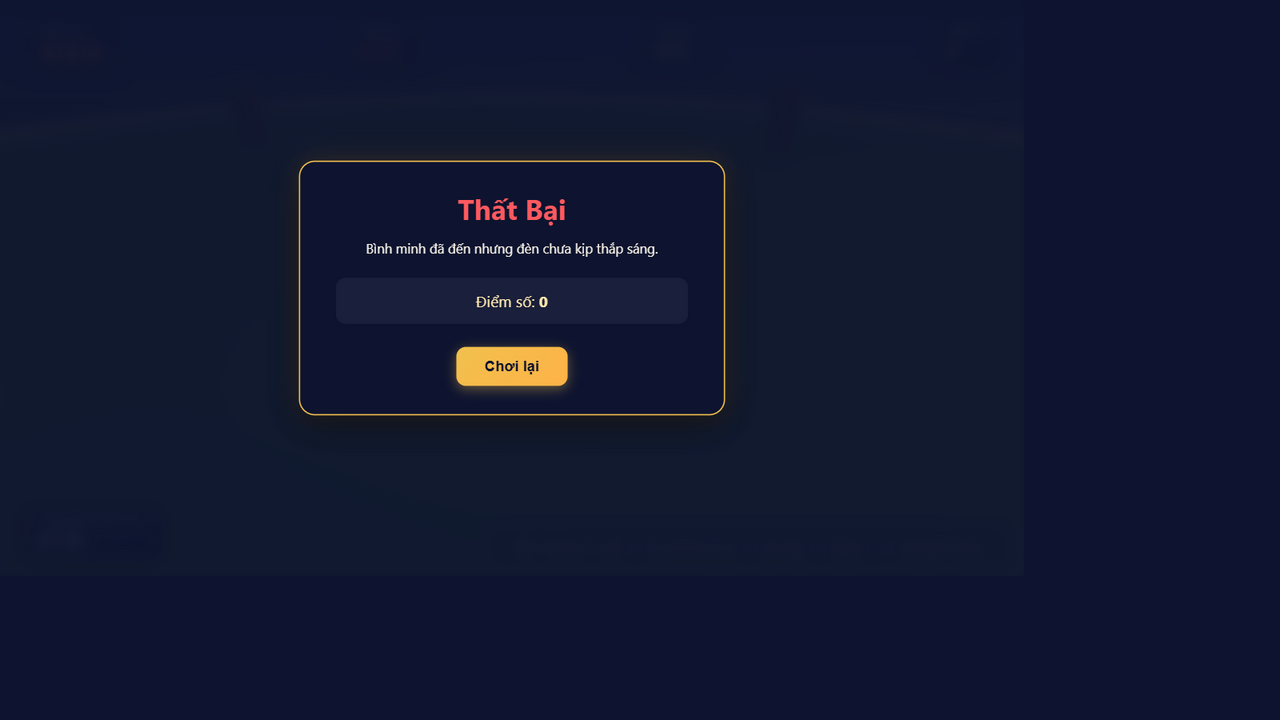 Thất Bại
Bình minh đã đến nhưng đèn chưa kịp thắp sáng.
Điểm số: 0
Chơi lại